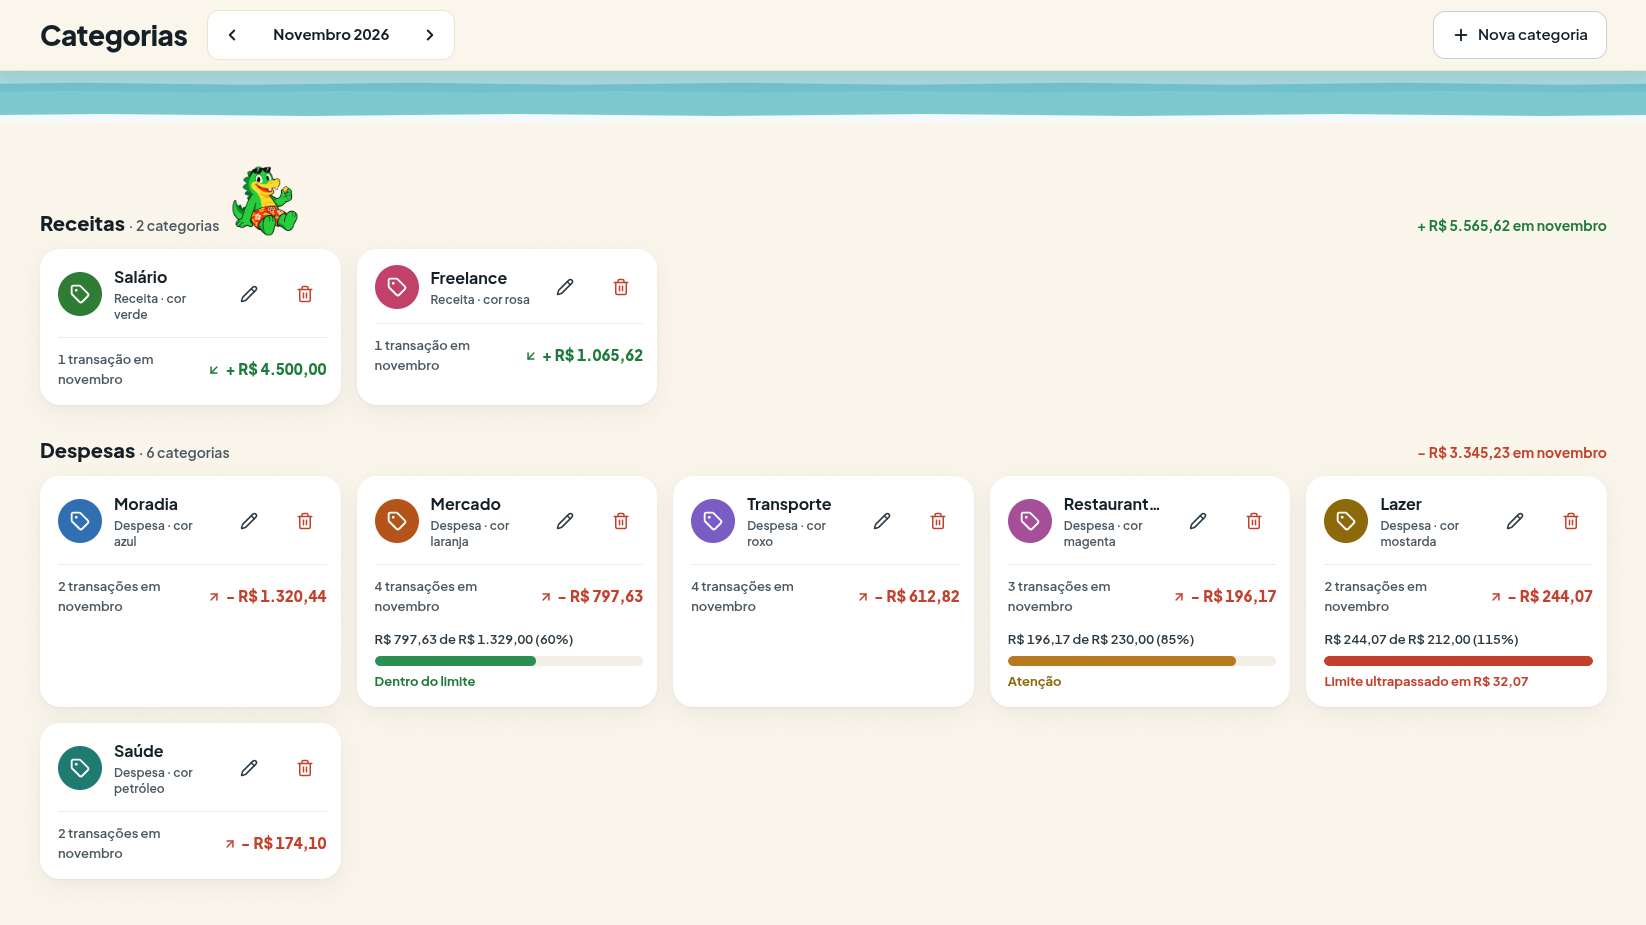 Categorias
Novembro 2026
Nova categoria
Receitas · 2 categorias
+ R$ 5.565,62 em novembro
Salário
Receita · cor
verde
1 transação em
novembro
+ R$ 4.500,00
Freelance
Receita · cor rosa
1 transação em
novembro
+ R$ 1.065,62
Despesas · 6 categorias
− R$ 3.345,23 em novembro
Moradia
Despesa · cor
azul
2 transações em
novembro
− R$ 1.320,44
Mercado
Despesa · cor
laranja
4 transações em
novembro
− R$ 797,63
R$ 797,63 de R$ 1.329,00 (60%)
Dentro do limite
Transporte
Despesa · cor
roxo
4 transações em
novembro
− R$ 612,82
Restaurant…
Despesa · cor
magenta
3 transações em
novembro
− R$ 196,17
R$ 196,17 de R$ 230,00 (85%)
Atenção
Lazer
Despesa · cor
mostarda
2 transações em
novembro
− R$ 244,07
R$ 244,07 de R$ 212,00 (115%)
Limite ultrapassado em R$ 32,07
Saúde
Despesa · cor
petróleo
2 transações em
novembro
− R$ 174,10